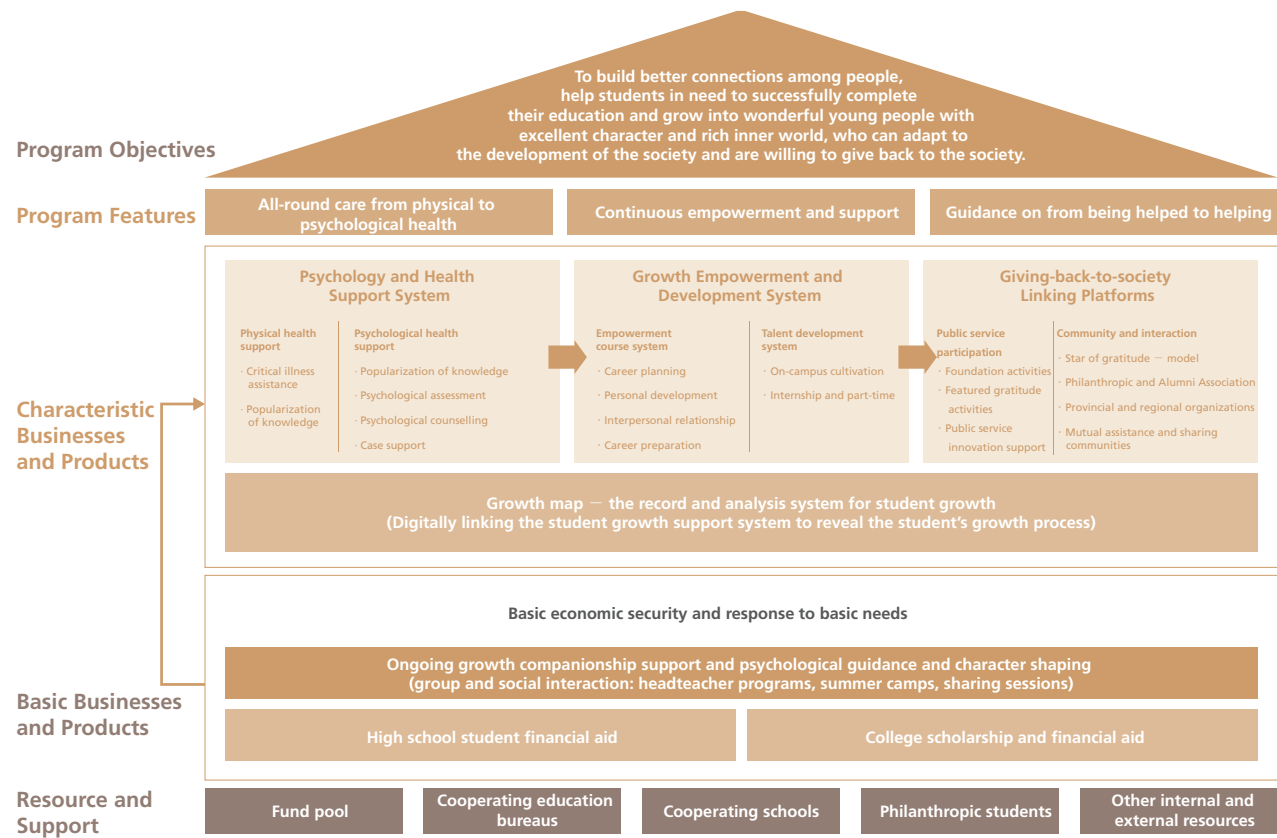 To build better connections among people,
help students in need to successfully complete
their education and grow into wonderful young people with
excellent character and rich inner world, who can adapt to
the development of the society and are willing to give back to the society.
Program Objectives
Program Features
All-round care from physical to
psychological health
Continuous empowerment and support
Guidance on from being helped to helping
Characteristic
Businesses
and Products
Psychology and Health
Support System
Physical health
support
· Critical illness
assistance
· Popularization
of knowledge
Psychological health
support
· Popularization of knowledge
· Psychological assessment
· Psychological counselling
· Case support
Growth Empowerment and
Development System
Empowerment
course system
· Career planning
· Personal development
· Interpersonal relationship
· Career preparation
Talent development
system
· On-campus cultivation
· Internship and part-time
Giving-back-to-society
Linking Platforms
Public service
participation
· Foundation activities
· Featured gratitude
activities
· Public service
innovation support
Community and interaction
· Star of gratitude — model
· Philanthropic and Alumni Association
· Provincial and regional organizations
· Mutual assistance and sharing
communities
Growth map — the record and analysis system for student growth
(Digitally linking the student growth support system to reveal the student's growth process)
Basic Businesses
and Products
Basic economic security and response to basic needs
Ongoing growth companionship support and psychological guidance and character shaping
(group and social interaction: headteacher programs, summer camps, sharing sessions)
High school student financial aid
College scholarship and financial aid
Resource and
Support
Fund pool
Cooperating education
bureaus
Cooperating schools
Philanthropic students
Other internal and
external resources